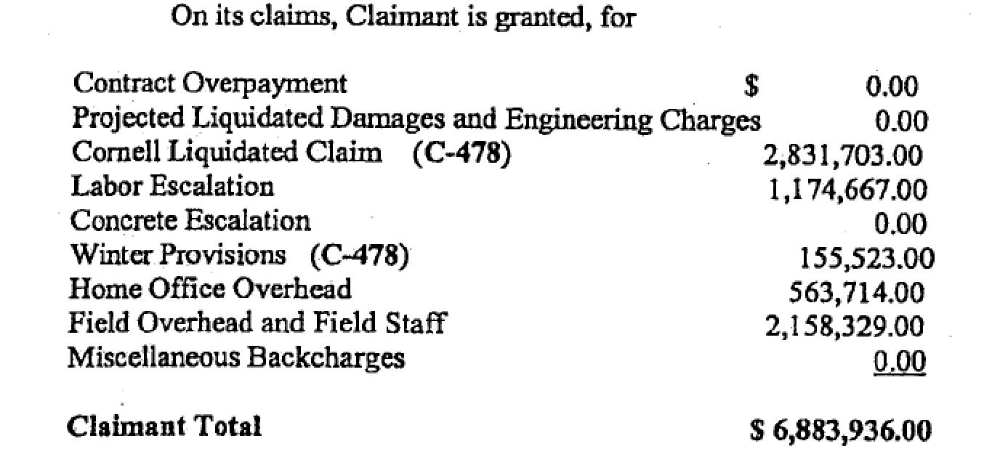 On its claims, Claimant is granted, for
Contract Overpayment $ 0.00
Projected Liquidated Damages and Engineering Charges 0.00
Cornell Liquidated Claim (C-478) 2,831,703.00
Labor Escalation 1,174,667.00
Concrete Escalation 0.00
Winter Provisions (C-478) 155,523.00
Home Office Overhead 563,714.00
Field Overhead and Field Staff 2,158,329.00
Miscellaneous Backcharges 0.00
Claimant Total $ 6,883,936.00